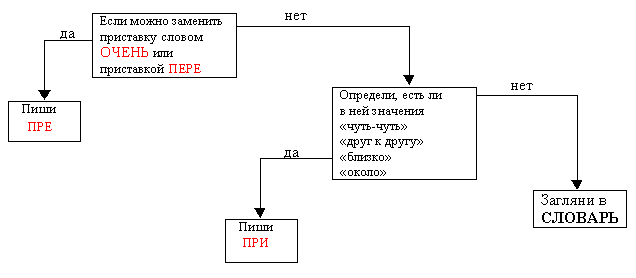 Если можно заменить
приставку словом
ОЧЕНЬ или
приставкой ПЕРЕ
да
нет
Пиши
ПРЕ
Определи, есть ли
в ней значения
«чуть-чуть»
«друг к другу»
«близко»
«около»
да
нет
Пиши
ПРИ
Загляни в
СЛОВАРЬ